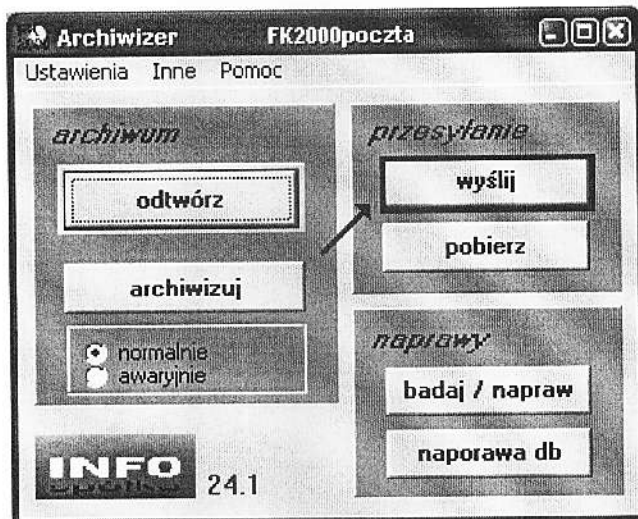 Archiwizer FK2000poczta
Ustawienia Inne Pomoc
archiwum
odtwórz
archiwizuj
normalnie
awaryjnie
przesyłanie
wyślij
pobierz
naprawy
badaj / napraw
naporawa db
INFO
24.1